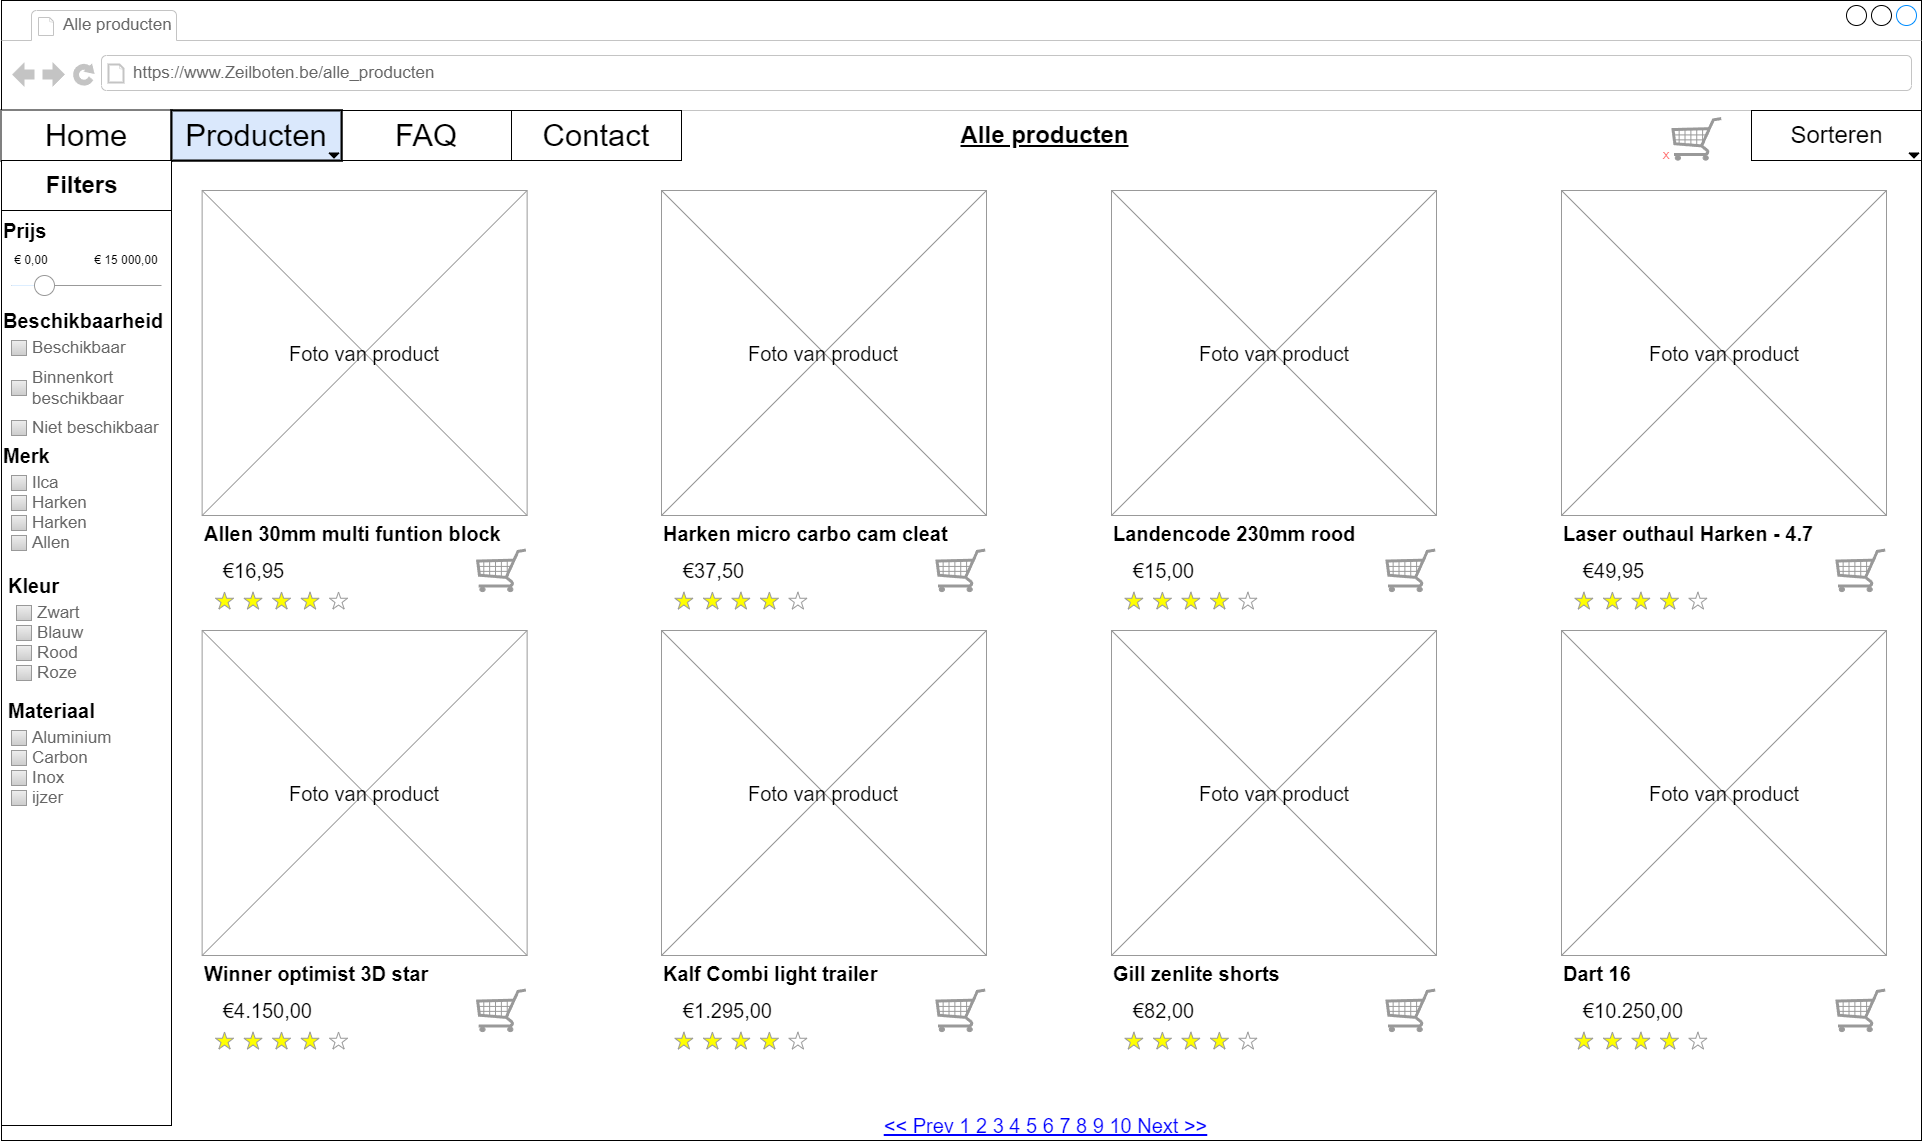 Alle producten
https://www.Zeilboten.be/alle_producten
Home
Producten
FAQ
Contact
Alle producten
x
Sorteren
Filters
Prijs
€ 0,00
€ 15 000,00
Beschikbaarheid
Beschikbaar
Binnenkort
beschikbaar
Niet beschikbaar
Merk
Ilca
Harken
Harken
Allen
Kleur
Zwart
Blauw
Rood
Roze
Materiaal
Aluminium
Carbon
Inox
ijzer
Foto van product
Allen 30mm multi funtion block
€16,95
Foto van product
Harken micro carbo cam cleat
€37,50
Foto van product
Landencode 230mm rood
€15,00
Foto van product
Laser outhaul Harken - 4.7
€49,95
Foto van product
Winner optimist 3D star
€4.150,00
Foto van product
Kalf Combi light trailer
€1.295,00
Foto van product
Gill zenlite shorts
€82,00
Foto van product
Dart 16
€10.250,00
<< Prev 1 2 3 4 5 6 7 8 9 10 Next >>